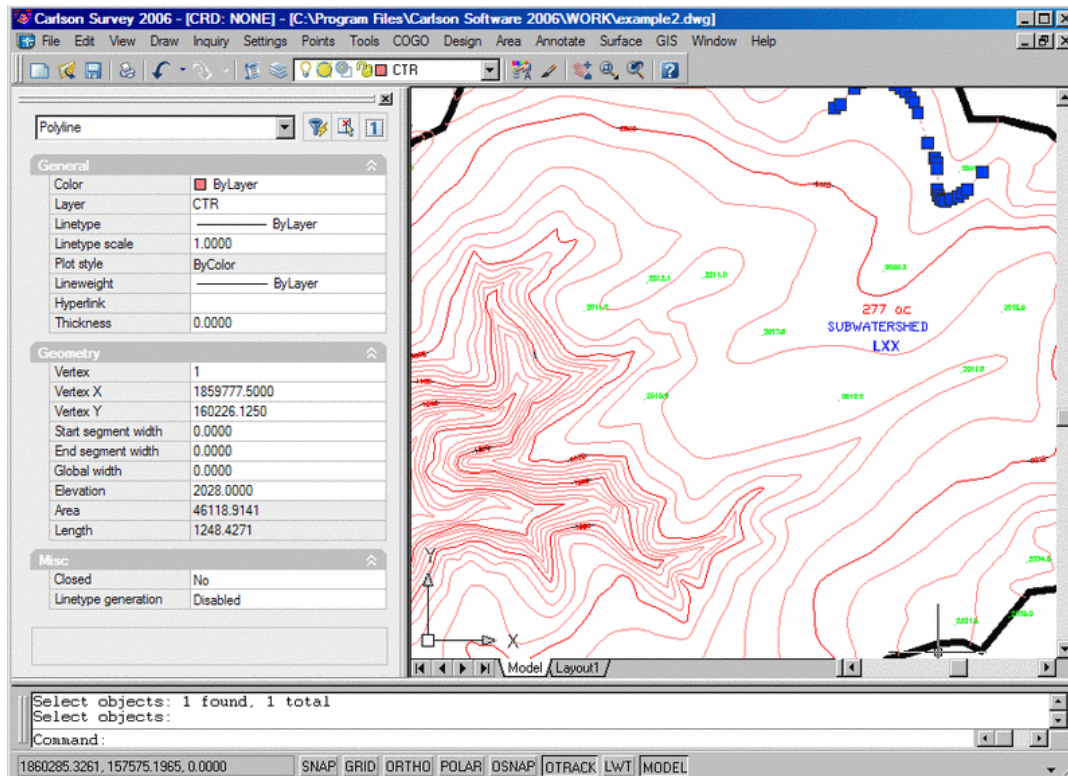 Carlson Survey 2006 - [CRD: NONE] - [C:\Program Files\Carlson Software 2006\WORK\example2.dwg]
File Edit View Draw Inquiry Settings Points Tools COGO Design Area Annotate Surface GIS Window Help
CTR
Polyline
General
Color ByLayer
Layer CTR
Linetype ByLayer
Linetype scale 1.0000
Plot style ByColor
Lineweight ByLayer
Hyperlink
Thickness 0.0000
Geometry
Vertex 1
Vertex X 1859777.5000
Vertex Y 160226.1250
Start segment width 0.0000
End segment width 0.0000
Global width 0.0000
Elevation 2028.0000
Area 46118.9141
Length 1248.4271
Misc
Closed No
Linetype generation Disabled
277 ac
SUBWATERSHED
LXX
Y
X
Model Layout1
Select objects: 1 found, 1 total
Select objects:
Command:
1860285.3261, 157575.1965, 0.0000 SNAP GRID ORTHO POLAR OSNAP OTRACK LWT MODEL